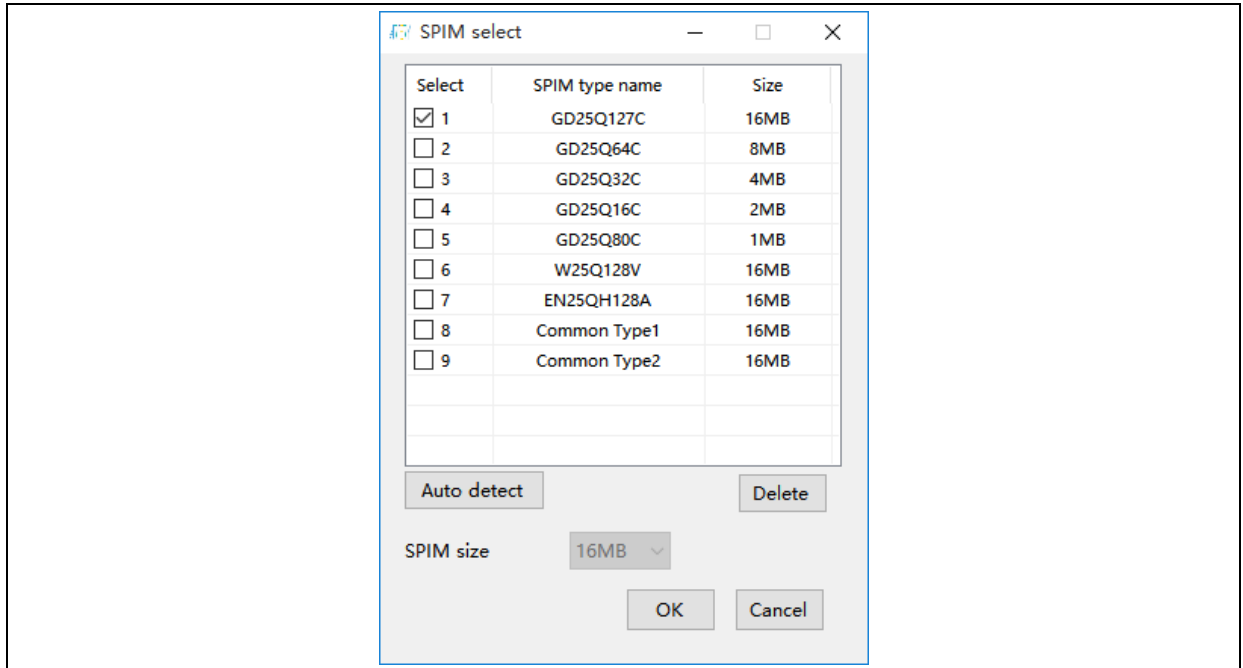 SPIM select
Select SPIM type name Size
1 GD25Q127C 16MB
2 GD25Q64C 8MB
3 GD25Q32C 4MB
4 GD25Q16C 2MB
5 GD25Q80C 1MB
6 W25Q128V 16MB
7 EN25QH128A 16MB
8 Common Type1 16MB
9 Common Type2 16MB
Auto detect Delete
SPIM size 16MB
OK Cancel